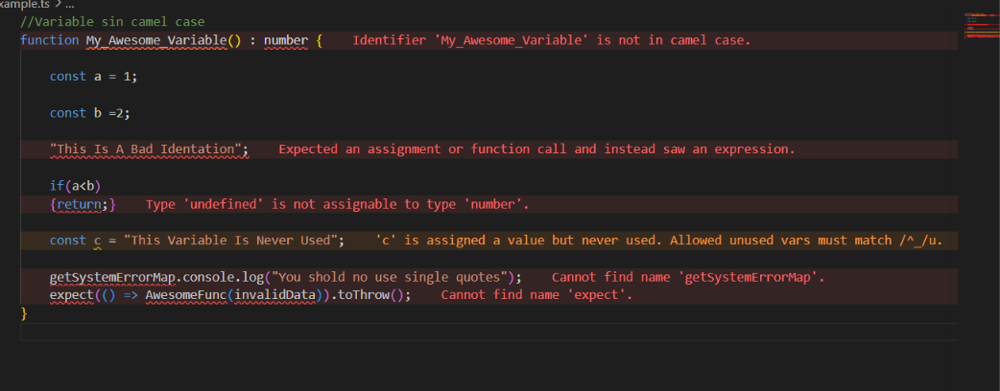 xample.ts > ...
//Variable sin camel case
function My_Awesome_Variable() : number {    Identifier 'My_Awesome_Variable' is not in camel case.
const a = 1;
const b =2;
"This Is A Bad Identation";    Expected an assignment or function call and instead saw an expression.
if(a<b)
{return;}    Type 'undefined' is not assignable to type 'number'.
const c = "This Variable Is Never Used";    'c' is assigned a value but never used. Allowed unused vars must match /^_/u.
getSystemErrorMap.console.log("You shold no use single quotes");    Cannot find name 'getSystemErrorMap'.
expect(() => AwesomeFunc(invalidData)).toThrow();    Cannot find name 'expect'.
}